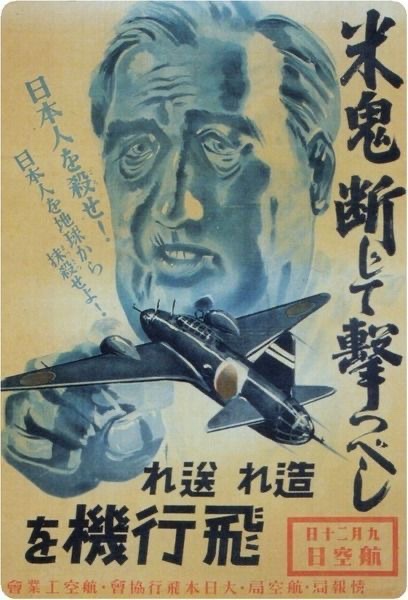 米鬼断じて撃つべし
日本人を殺せ!
日本人を地球から
抹殺せよ!
造れ送れ
飛行機を
九月二十日
航空日
情報局・航空局・大日本飛行協會・航空工業會